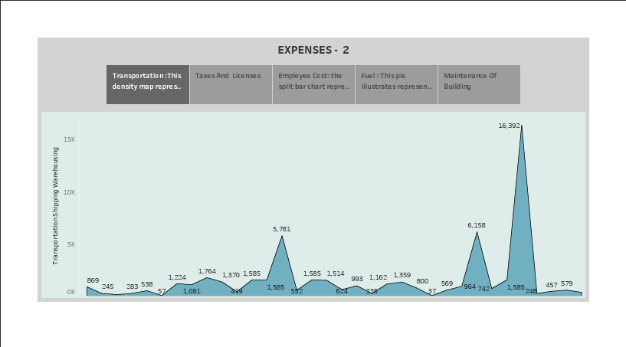 EXPENSES - 2
Transportation :This
density map repres..
Taxes And Licenses
Employee Cost: the
split bar chart repre...
Fuel : This pie
illustrates represen..
Maintenance Of
Building
Transportation Shipping Warehousing
15K
10K
5K
0K
869
245
283
538
57
1,224
1,081
1,764
1,370
1,585
1,585
5,781
1,585
1,514
624
993
1,162
1,359
800
37
569
964
6,158
742
1,585
16,392
457
579